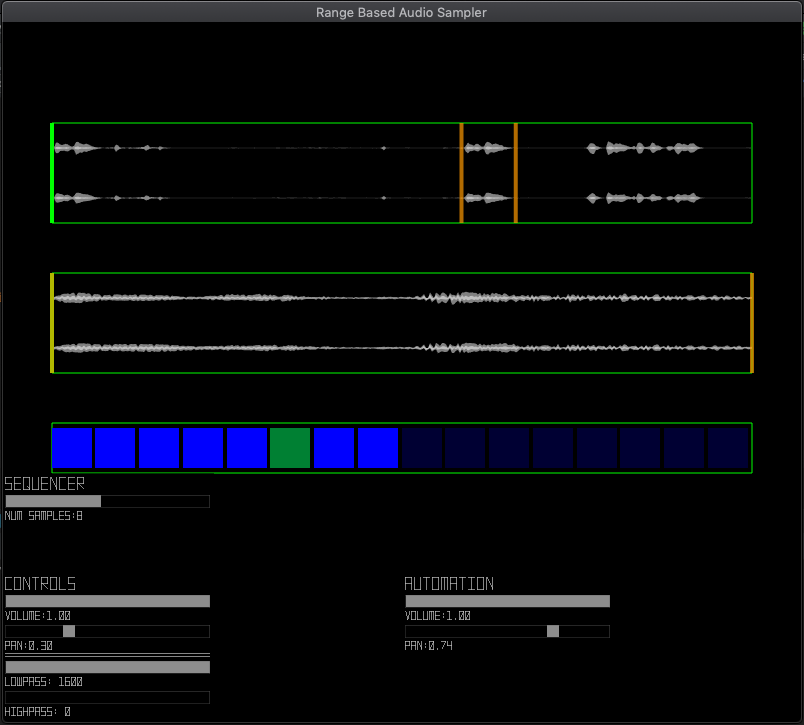 Range Based Audio Sampler
SEQUENCER
NUM SAMPLES:8
CONTROLS
VOLUME:1.00
PAN:0.30
LOWPASS: 1600
HIGHPASS: 0
AUTOMATION
VOLUME:1.00
PAN:0.74